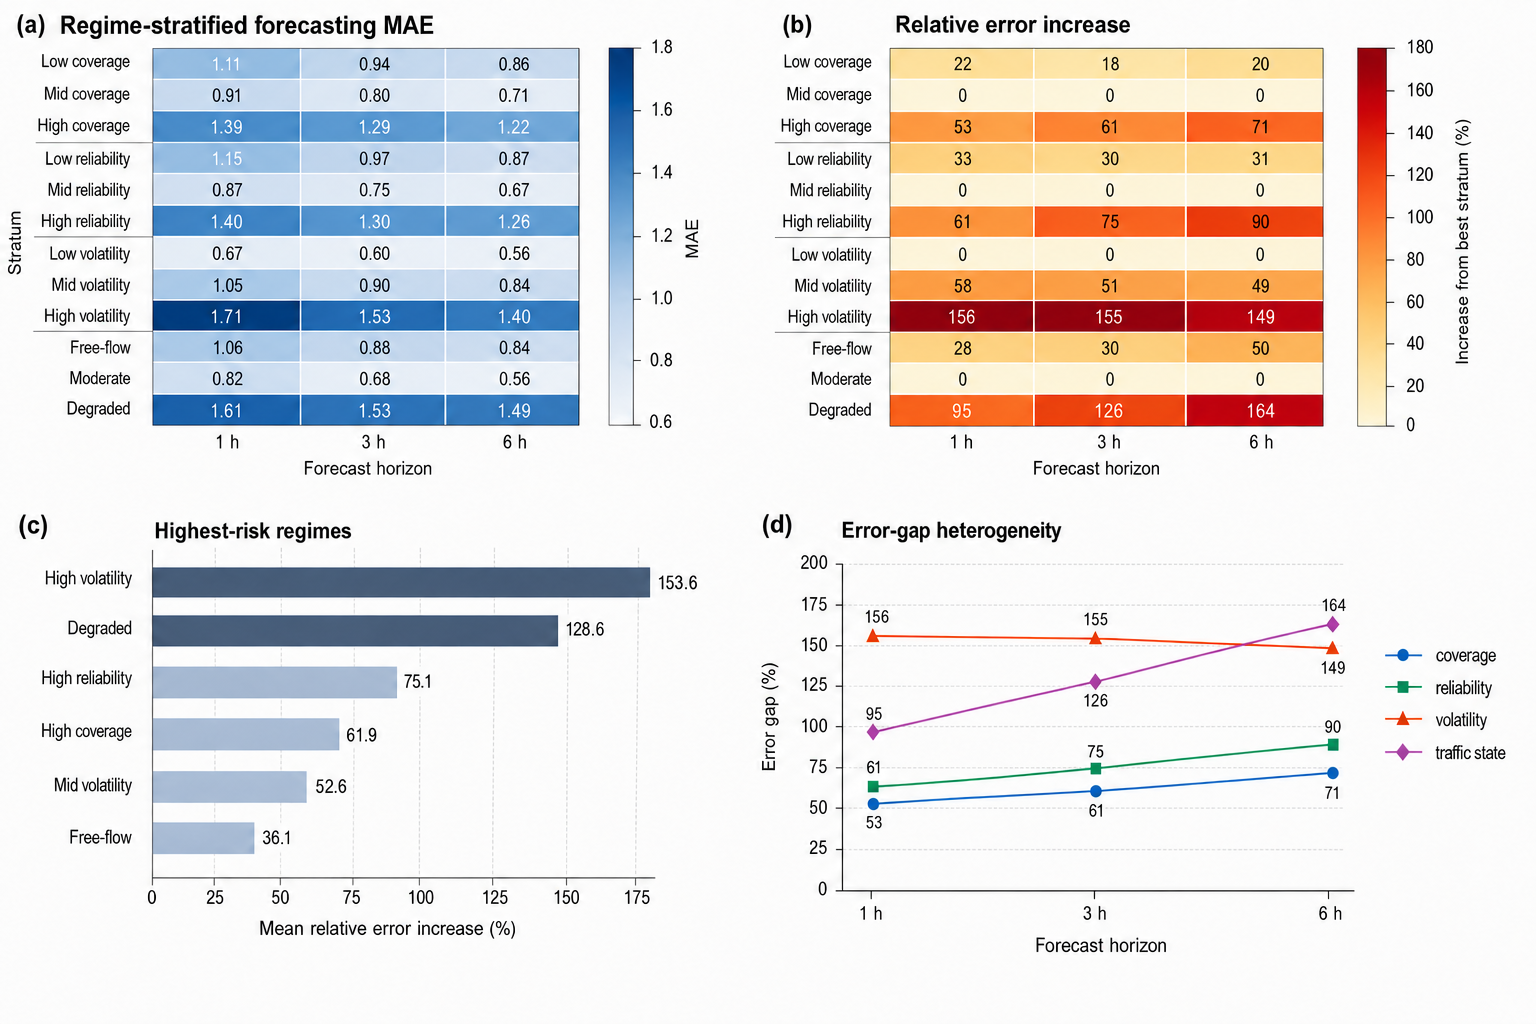 (a) Regime-stratified forecasting MAE
Stratum
Low coverage 1.11 0.94 0.86
Mid coverage 0.91 0.80 0.71
High coverage 1.39 1.29 1.22
Low reliability 1.15 0.97 0.87
Mid reliability 0.87 0.75 0.67
High reliability 1.40 1.30 1.26
Low volatility 0.67 0.60 0.56
Mid volatility 1.05 0.90 0.84
High volatility 1.71 1.53 1.40
Free-flow 1.06 0.88 0.84
Moderate 0.82 0.68 0.56
Degraded 1.61 1.53 1.49
1 h 3 h 6 h
Forecast horizon
1.8
1.6
1.4
1.2
1.0
0.8
0.6
MAE
(b) Relative error increase
Low coverage 22 18 20
Mid coverage 0 0 0
High coverage 53 61 71
Low reliability 33 30 31
Mid reliability 0 0 0
High reliability 61 75 90
Low volatility 0 0 0
Mid volatility 58 51 49
High volatility 156 155 149
Free-flow 28 30 50
Moderate 0 0 0
Degraded 95 126 164
1 h 3 h 6 h
Forecast horizon
180
160
140
120
100
80
60
40
20
0
Increase from best stratum (%)
(c) Highest-risk regimes
High volatility 153.6
Degraded 128.6
High reliability 75.1
High coverage 61.9
Mid volatility 52.6
Free-flow 36.1
0 25 50 75 100 125 150 175
Mean relative error increase (%)
(d) Error-gap heterogeneity
Error gap (%)
200
175
150
125
100
75
50
25
0
156 155 149
95 126 164
61 75 90
53 61 71
1 h 3 h 6 h
Forecast horizon
coverage
reliability
volatility
traffic state